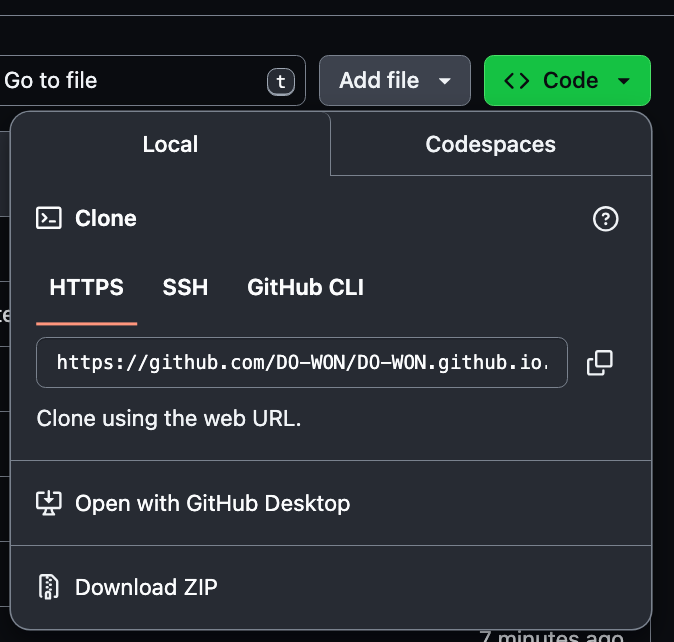 Go to file
t
Add file
Code
Local
Codespaces
Clone
HTTPS
SSH
GitHub CLI
https://github.com/DO-WON/DO-WON.github.io.
Clone using the web URL.
Open with GitHub Desktop
Download ZIP
7 minutes ago